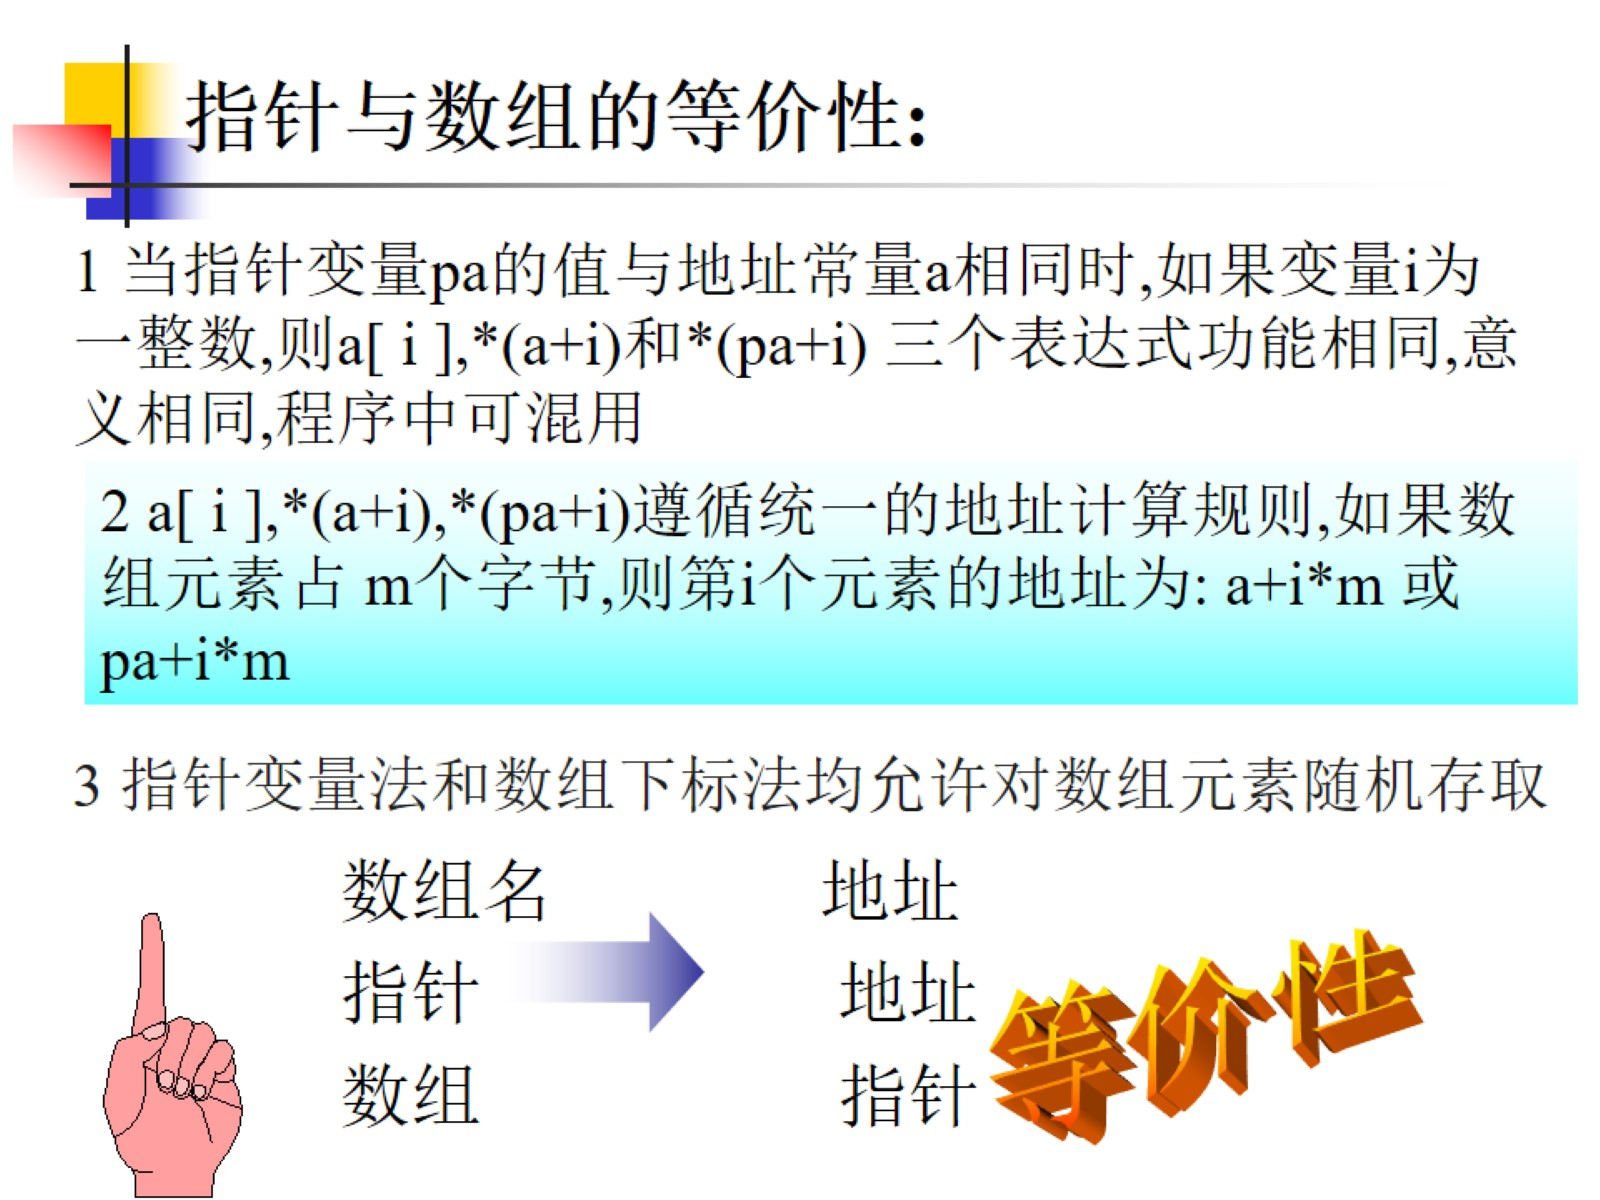 指针与数组的等价性:
1 当指针变量pa的值与地址常量a相同时,如果变量i为
一整数,则a[ i ],*(a+i)和*(pa+i) 三个表达式功能相同,意
义相同,程序中可混用
2 a[ i ],*(a+i),*(pa+i)遵循统一的地址计算规则,如果数
组元素占 m个字节,则第i个元素的地址为: a+i*m 或
pa+i*m
3 指针变量法和数组下标法均允许对数组元素随机存取
数组名 地址
指针 地址
数组 指针
等价性